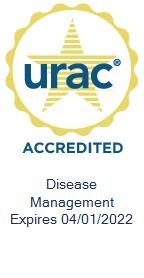 urac®
ACCREDITED
Disease
Management
Expires 04/01/2022